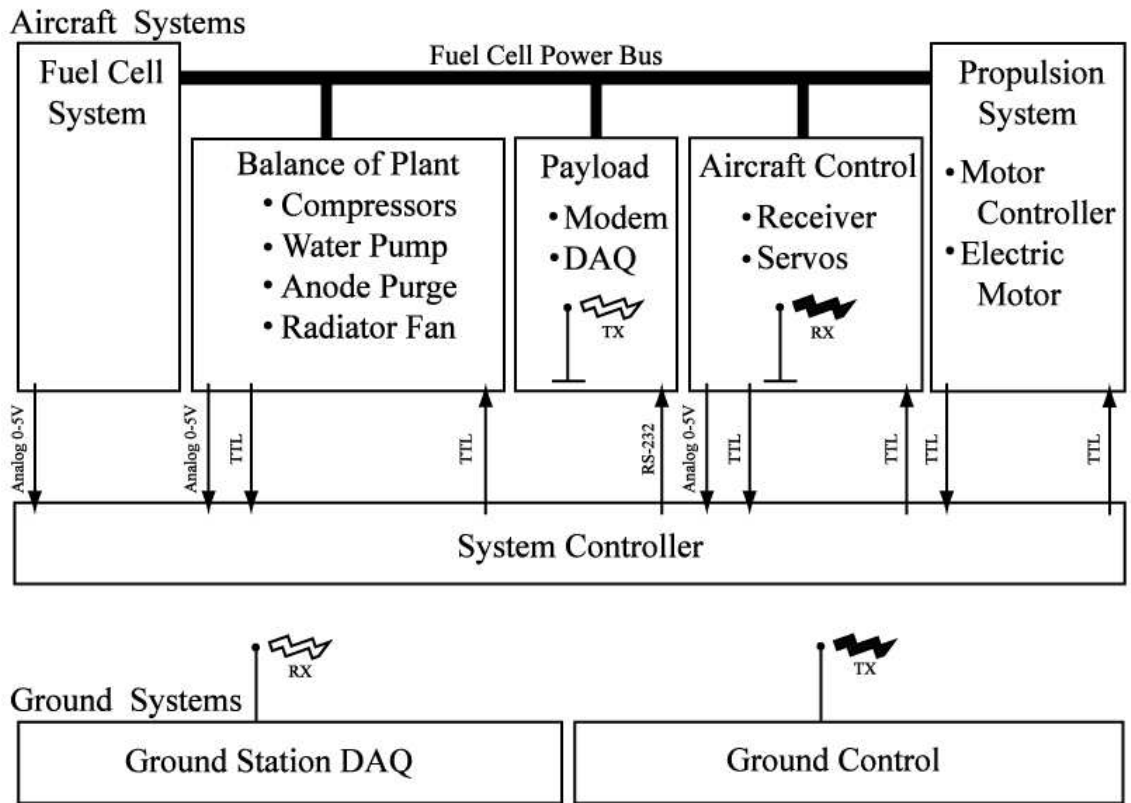 Aircraft Systems
Fuel Cell Power Bus
Fuel Cell
System
Balance of Plant
• Compressors
• Water Pump
• Anode Purge
• Radiator Fan
Payload
• Modem
• DAQ
TX
Aircraft Control
• Receiver
• Servos
RX
Propulsion
System
• Motor
Controller
• Electric
Motor
Analog 0-5V
Analog 0-5V
TTL
TTL
RS-232
Analog 0-5V
TTL
TTL
TTL
TTL
System Controller
RX
TX
Ground Systems
Ground Station DAQ
Ground Control